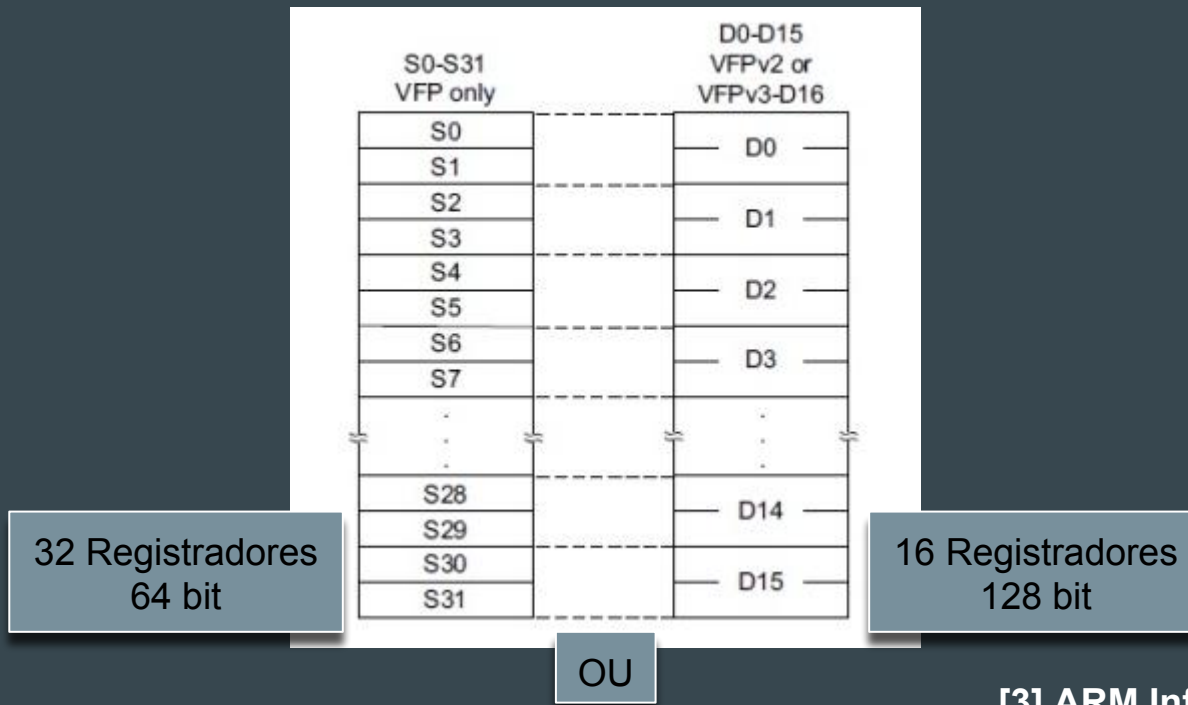 S0-S31
VFP only
D0-D15
VFPv2 or
VFPv3-D16
S0
S1
S2
S3
S4
S5
S6
S7
S28
S29
S30
S31
D0
D1
D2
D3
D14
D15
32 Registradores
64 bit
16 Registradores
128 bit
OU
[3] ARM Inf